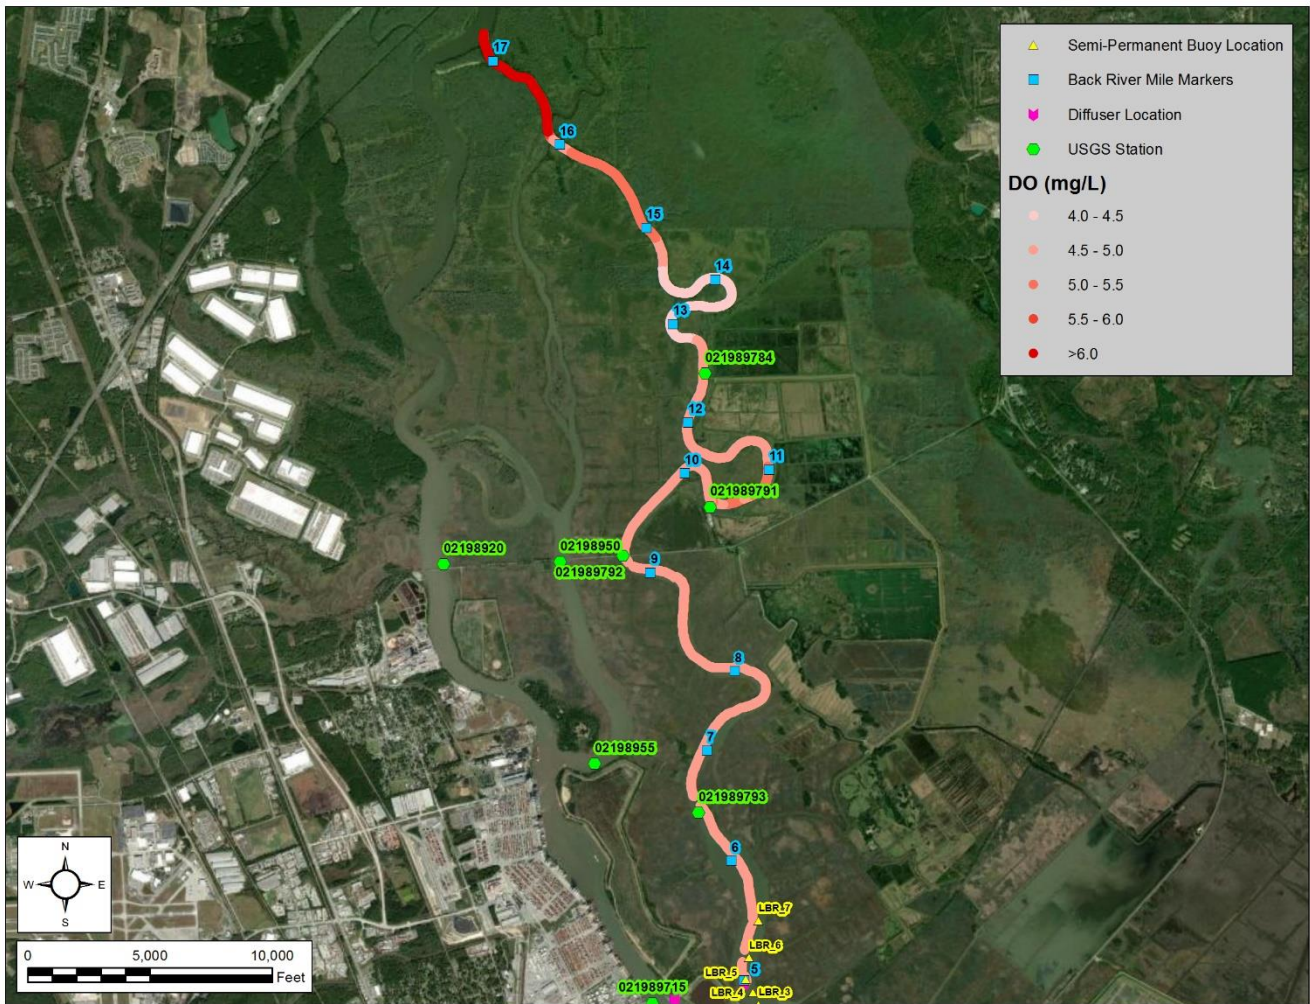 17
16
15
14
13
021989784
12
11
10
021989791
02198920
02198950
021989792
9
8
7
02198955
021989793
6
LBR_7
LBR_6
LBR_5
5
LBR_4
LBR_3
021989715
Semi-Permanent Buoy Location
Back River Mile Markers
Diffuser Location
USGS Station
DO (mg/L)
4.0 - 4.5
4.5 - 5.0
5.0 - 5.5
5.5 - 6.0
>6.0
N
W E
S
0 5,000 10,000
Feet